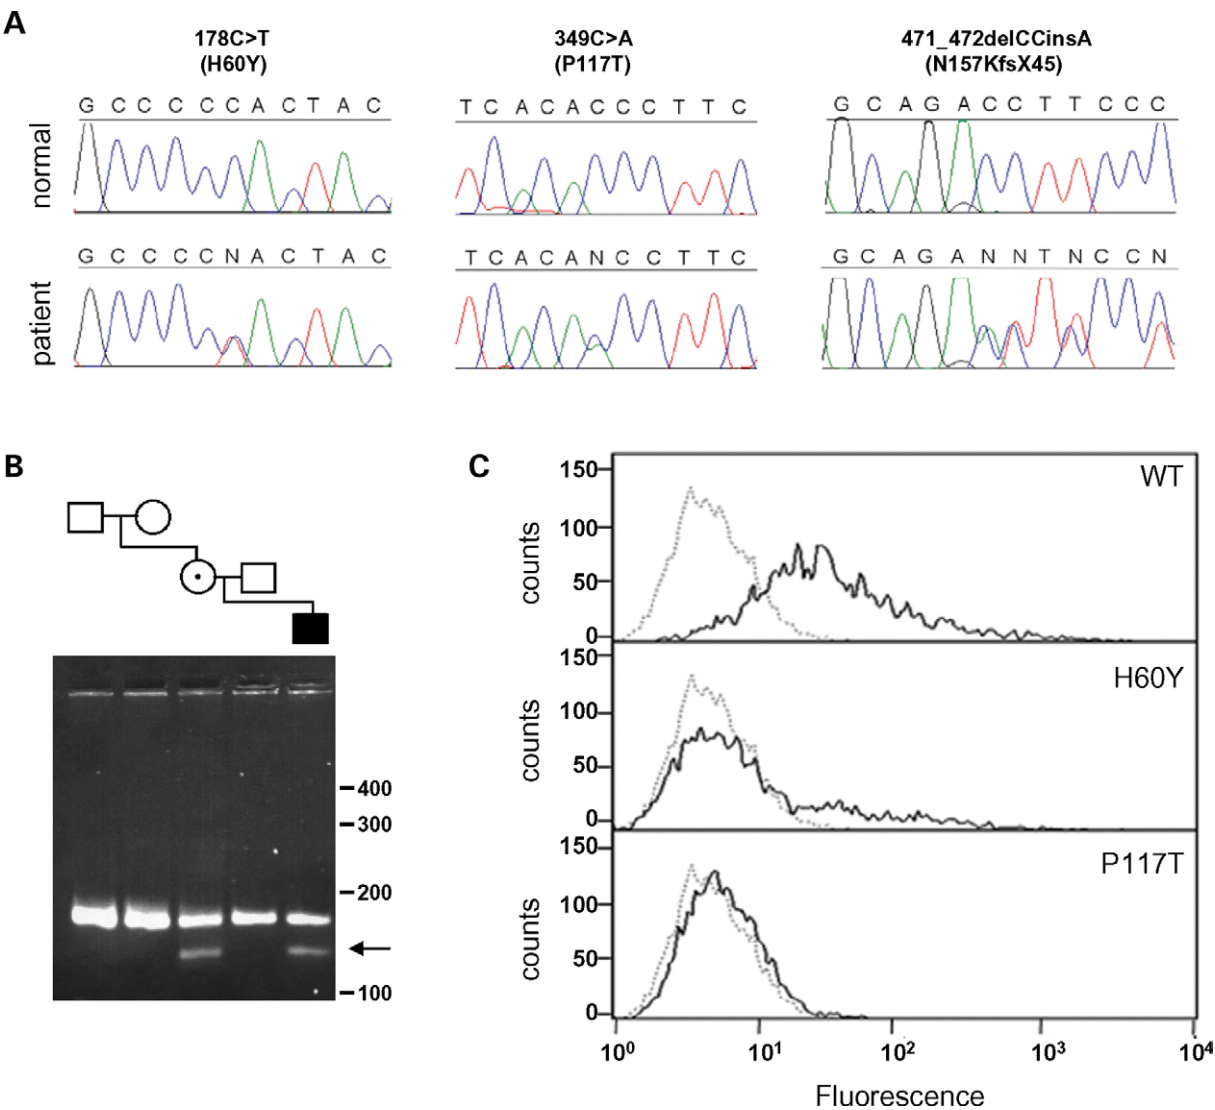 A
178C>T
(H60Y)
349C>A
(P117T)
471_472delCCinsA
(N157KfsX45)
normal
G C C C C C A C T A C
T C A C A C C C T T C
G C A G A C C T T C C C
patient
G C C C C N A C T A C
T C A C A N C C T T C
G C A G A N N T N C C N
B
400
300
200
100
C
WT
150
100
50
0
counts
H60Y
150
100
50
0
counts
P117T
150
100
50
0
counts
10⁰ 10¹ 10² 10³ 10⁴
Fluorescence